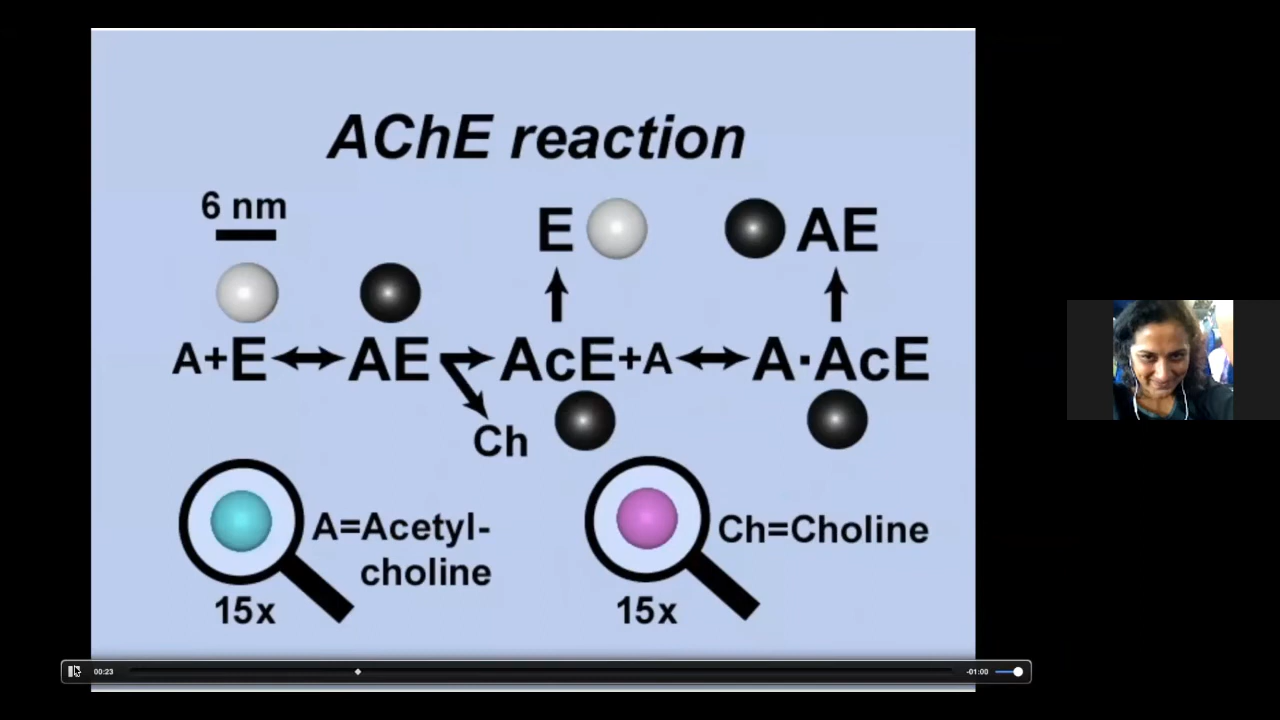 AChE reaction
6 nm
E
AE
A+E
AE
AcE+A
A·AcE
Ch
A=Acetyl-
choline
Ch=Choline
15x
15x
00:23
-01:00